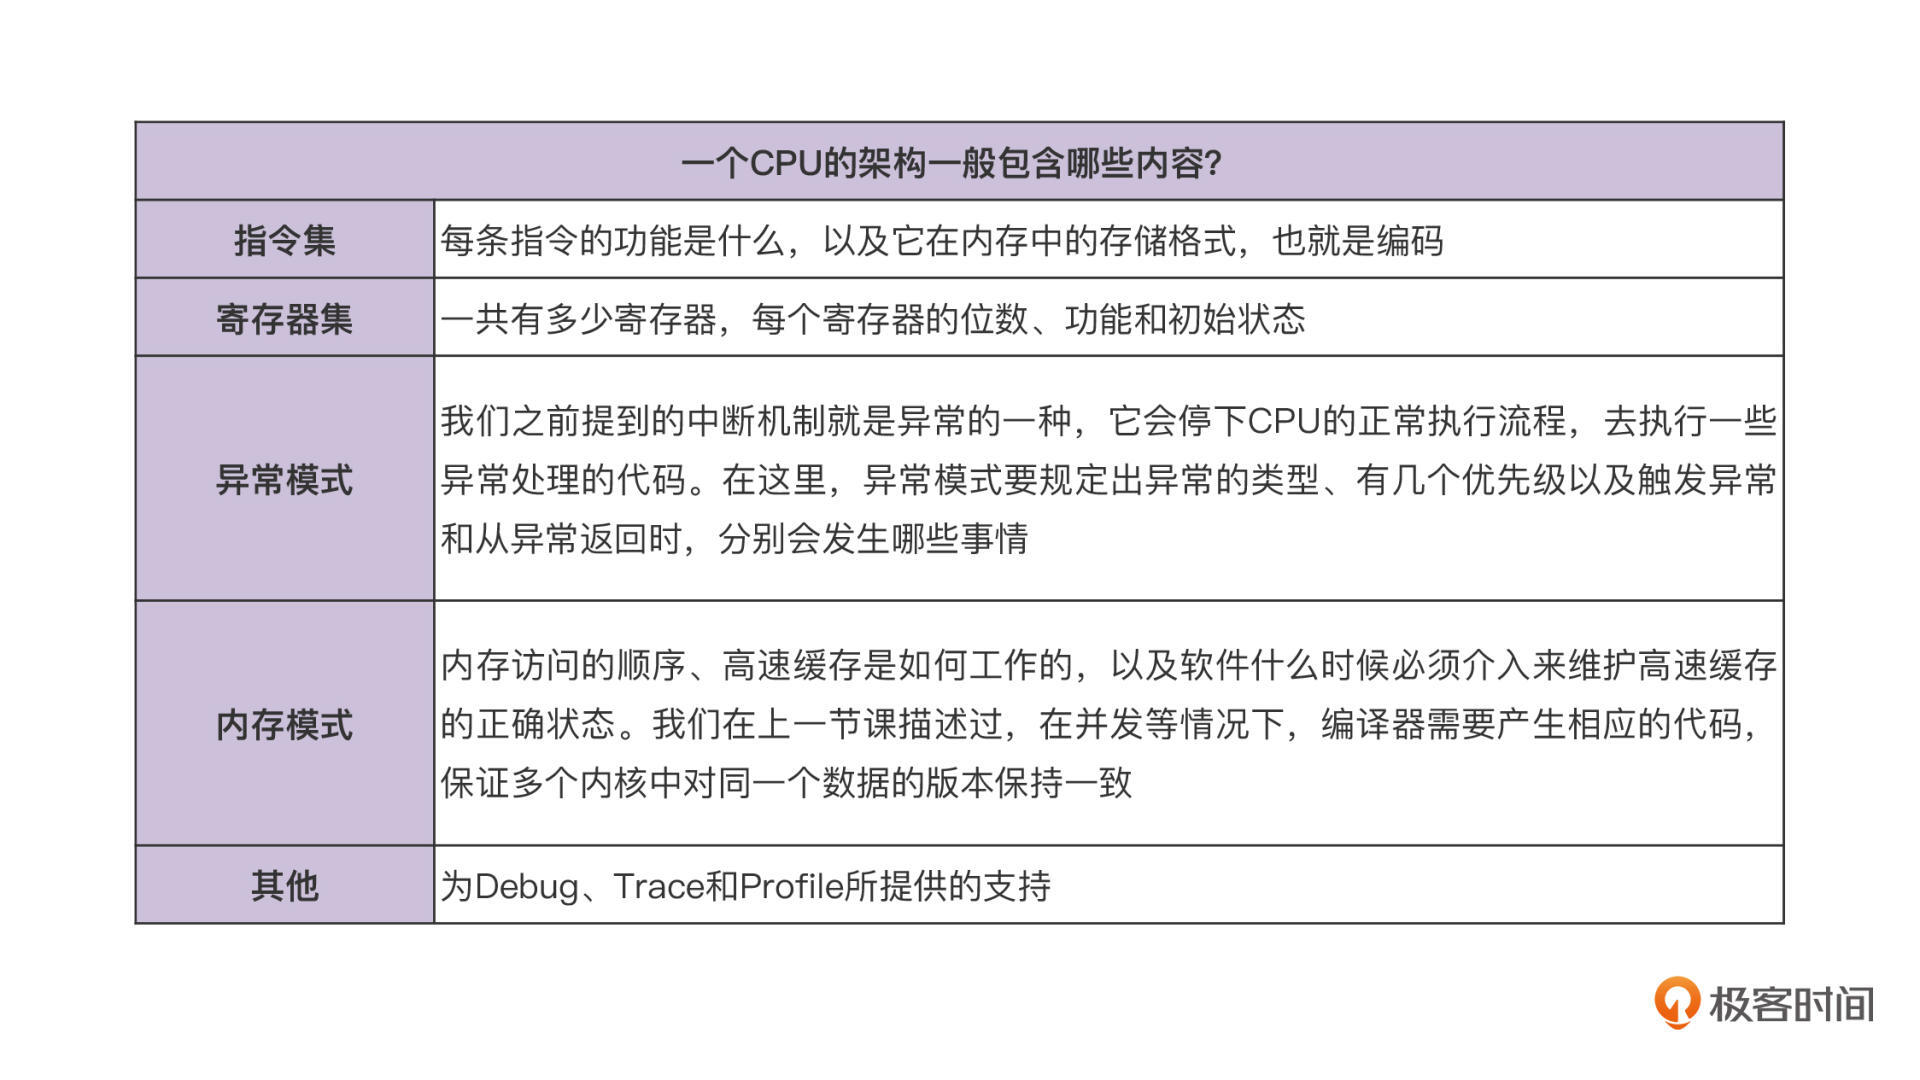 一个CPU的架构一般包含哪些内容?
指令集
每条指令的功能是什么，以及它在内存中的存储格式，也就是编码
寄存器集
一共有多少寄存器，每个寄存器的位数、功能和初始状态
异常模式
我们之前提到的中断机制就是异常的一种，它会停下CPU的正常执行流程，去执行一些
异常处理的代码。在这里，异常模式要规定出异常的类型、有几个优先级以及触发异常
和从异常返回时，分别会发生哪些事情
内存模式
内存访问的顺序、高速缓存是如何工作的，以及软件什么时候必须介入来维护高速缓存
的正确状态。我们在上一节课描述过，在并发等情况下，编译器需要产生相应的代码，
保证多个内核中对同一个数据的版本保持一致
其他
为Debug、Trace和Profile所提供的支持
极客时间